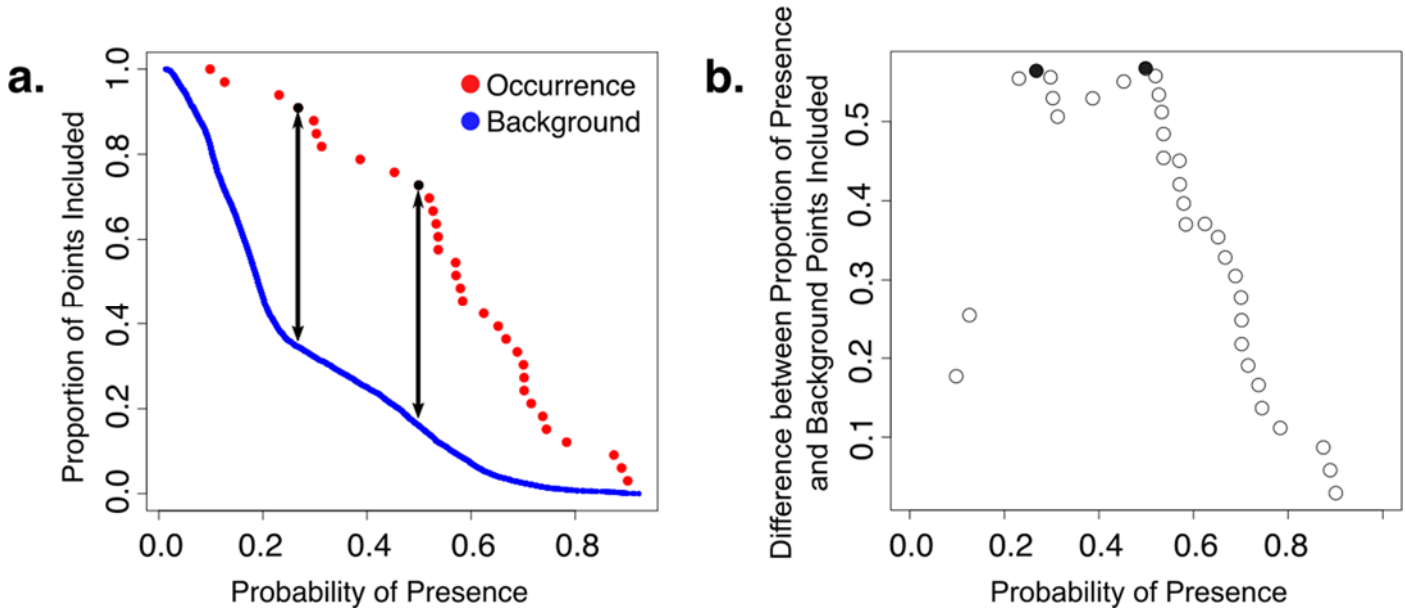 a.
1.0
0.8
0.6
0.4
0.2
0.0
Proportion of Points Included
Occurrence
Background
0.0 0.2 0.4 0.6 0.8
Probability of Presence
b.
Difference between Proportion of Presence
and Background Points Included
0.5
0.4
0.3
0.2
0.1
0.0 0.2 0.4 0.6 0.8
Probability of Presence